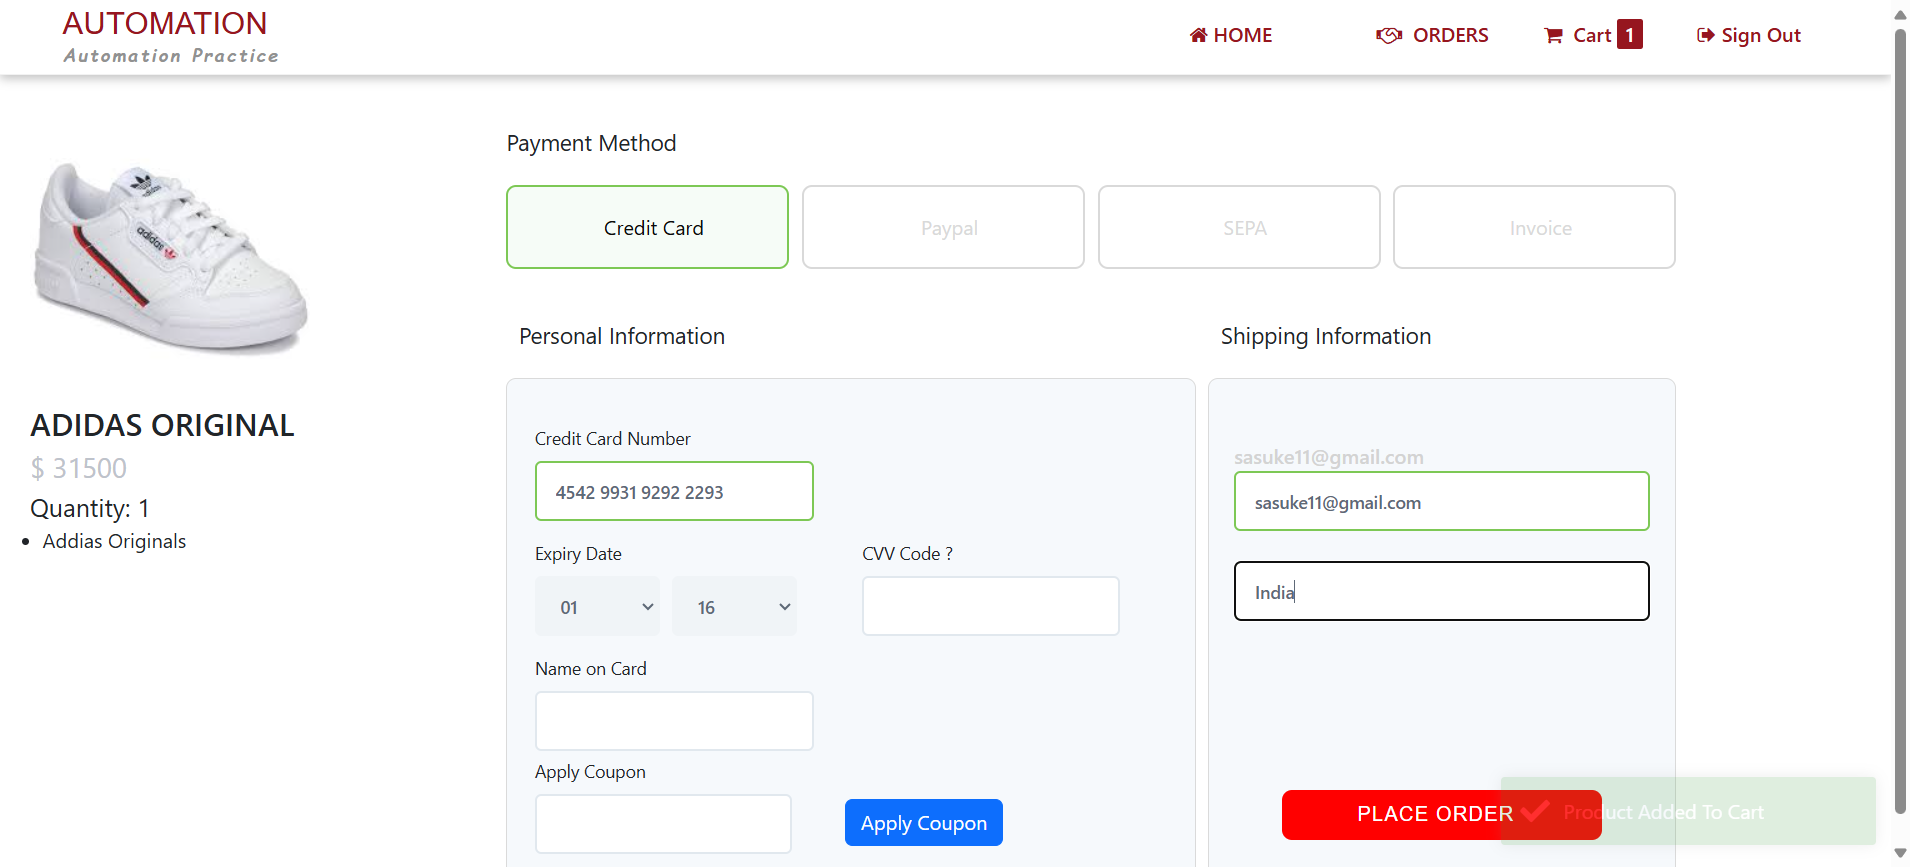 AUTOMATION
Automation Practice
HOME
ORDERS
Cart 1
Sign Out
adidas
adidas
ADIDAS ORIGINAL
$ 31500
Quantity: 1
Addias Originals
Payment Method
Credit Card
Paypal
SEPA
Invoice
Personal Information
Credit Card Number
4542 9931 9292 2293
Expiry Date
01
16
CVV Code ?
Name on Card
Apply Coupon
Apply Coupon
Shipping Information
sasuke11@gmail.com
sasuke11@gmail.com
India
PLACE ORDER
Product Added To Cart